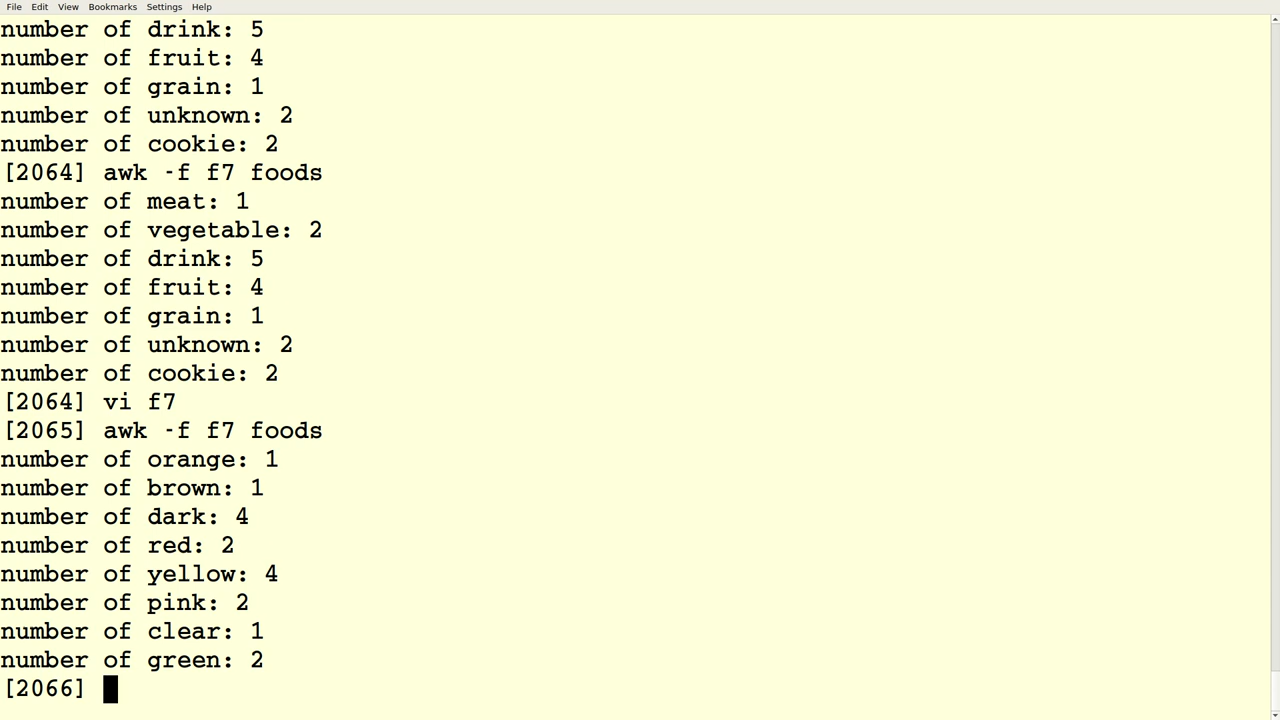 File Edit View Bookmarks Settings Help
number of drink: 5
number of fruit: 4
number of grain: 1
number of unknown: 2
number of cookie: 2
[2064] awk -f f7 foods
number of meat: 1
number of vegetable: 2
number of drink: 5
number of fruit: 4
number of grain: 1
number of unknown: 2
number of cookie: 2
[2064] vi f7
[2065] awk -f f7 foods
number of orange: 1
number of brown: 1
number of dark: 4
number of red: 2
number of yellow: 4
number of pink: 2
number of clear: 1
number of green: 2
[2066]